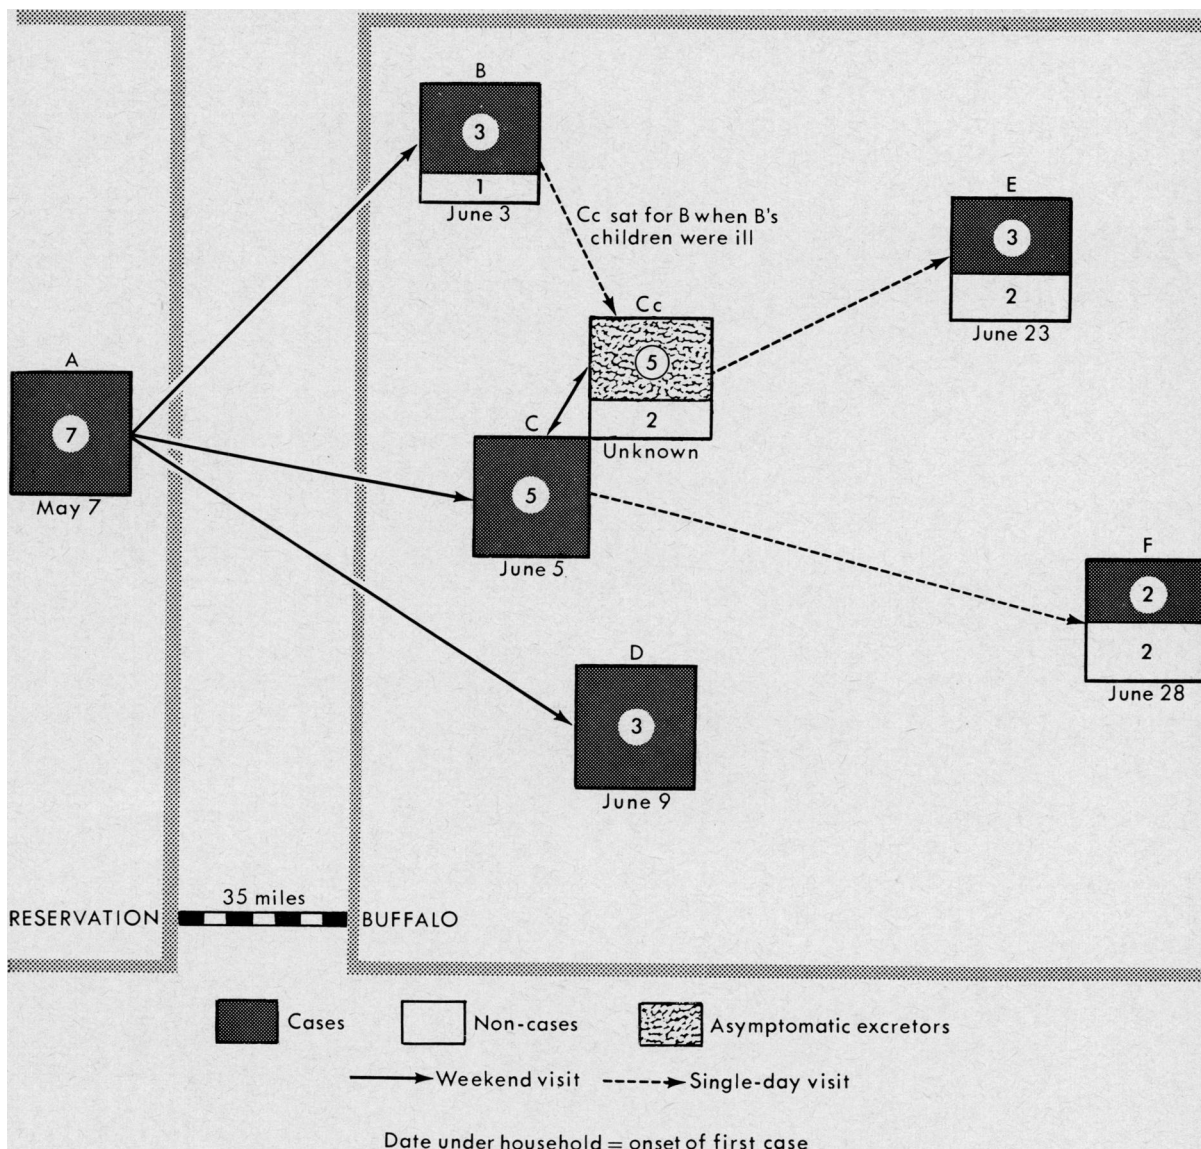 B
3
1
June 3
Cc sat for B when B's
children were ill
E
3
2
June 23
Cc
5
2
Unknown
A
7
May 7
C
5
June 5
F
2
2
June 28
D
3
June 9
35 miles
RESERVATION
BUFFALO
Cases
Non-cases
Asymptomatic excretors
Weekend visit
Single-day visit
Date under household = onset of first case